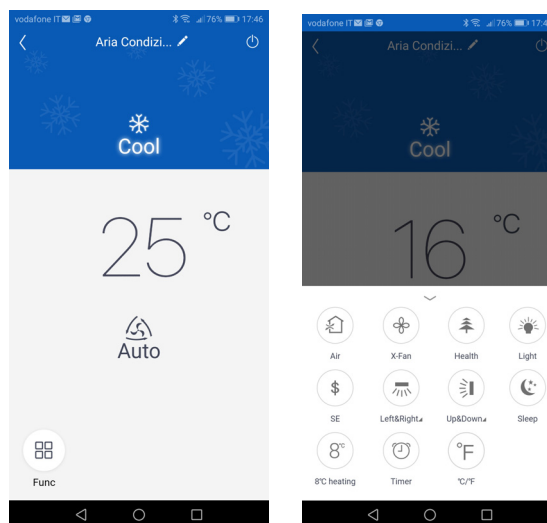 vodafone IT 76% 17:46
Aria Condizi...
Cool
25 °C
Auto
Func
vodafone IT 76% 17:4
Aria Condizi...
Cool
16 °C
Air X-Fan Health Light
$
SE Left&Right Up&Down Sleep
8°C °F
8°C heating Timer °C/°F